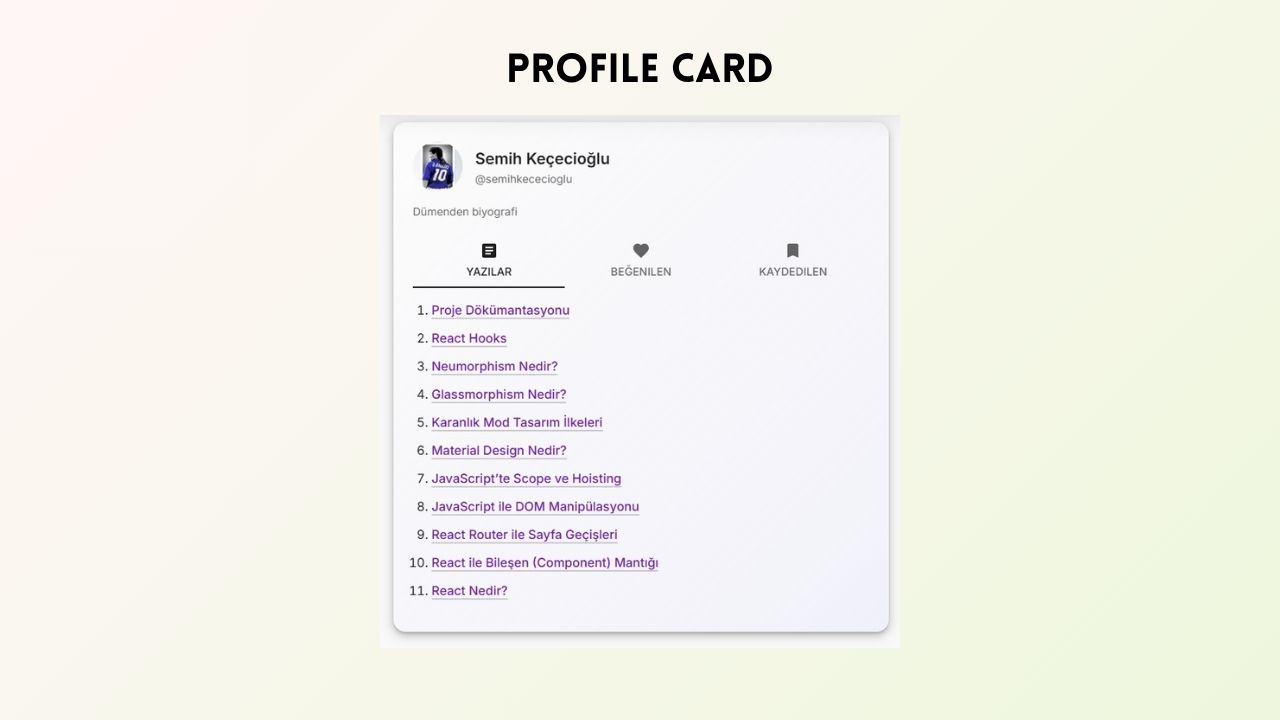 PROFILE CARD
10
Semih Keçecioğlu
@semihkececioglu
Dümenden biyografi
YAZILAR
BEĞENILEN
KAYDEDILEN
1. Proje Dökümantasyonu
2. React Hooks
3. Neumorphism Nedir?
4. Glassmorphism Nedir?
5. Karanlık Mod Tasarım İlkeleri
6. Material Design Nedir?
7. JavaScript'te Scope ve Hoisting
8. JavaScript ile DOM Manipülasyonu
9. React Router ile Sayfa Geçişleri
10. React ile Bileşen (Component) Mantığı
11. React Nedir?